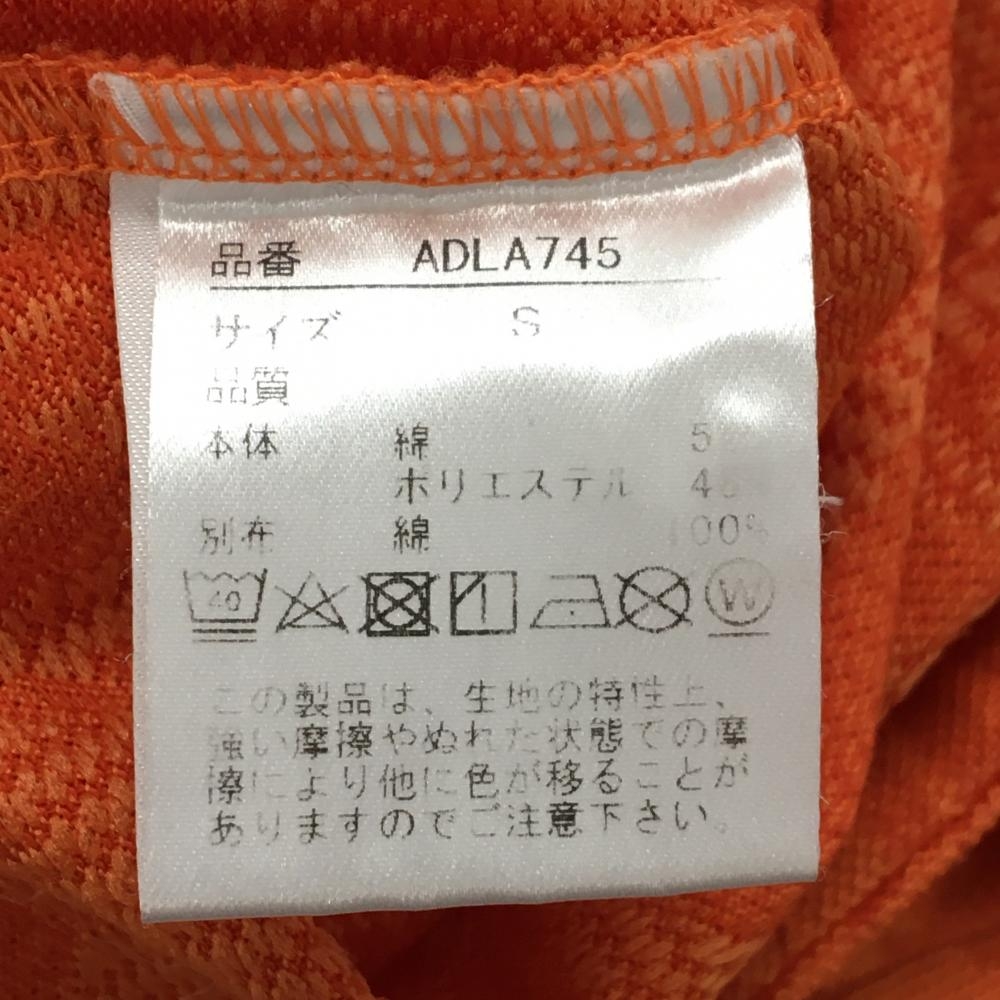 品番 ADLA745
サイズ S
品質
本体 綿
ポリエステル
別布 綿 100%
40 W
この製品は、生地の特性上、
強い摩擦やぬれた状態での摩
擦により他に色が移ることが
ありますのでご注意下さい。